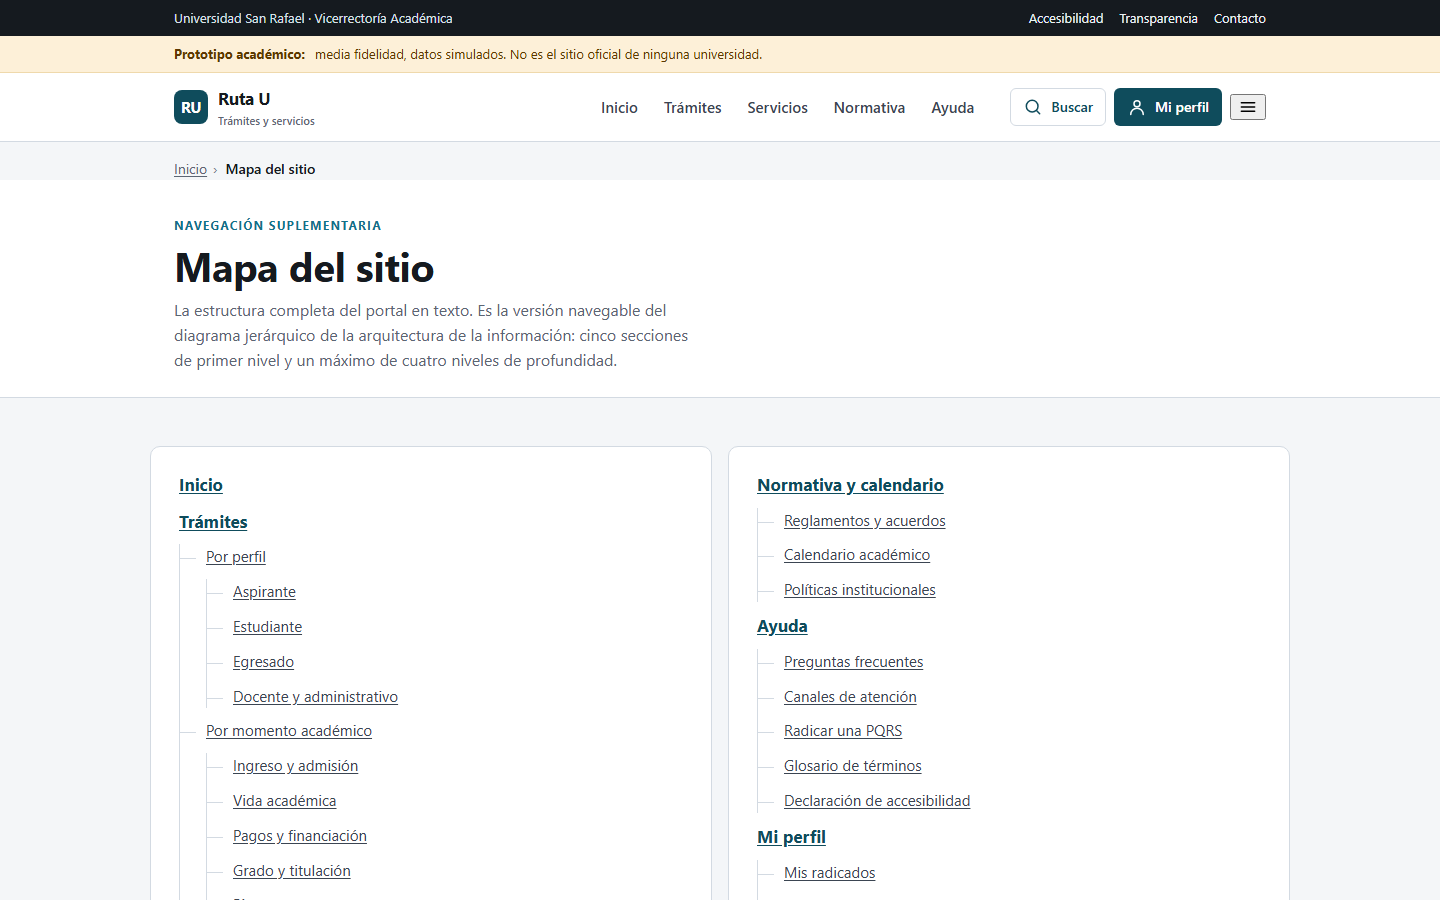 Universidad San Rafael · Vicerrectoría Académica
Accesibilidad Transparencia Contacto
Prototipo académico: media fidelidad, datos simulados. No es el sitio oficial de ninguna universidad.
RU
Ruta U
Trámites y servicios
Inicio Trámites Servicios Normativa Ayuda
Buscar
Mi perfil
Inicio › Mapa del sitio
NAVEGACIÓN SUPLEMENTARIA
Mapa del sitio
La estructura completa del portal en texto. Es la versión navegable del
diagrama jerárquico de la arquitectura de la información: cinco secciones
de primer nivel y un máximo de cuatro niveles de profundidad.
Inicio
Trámites
Por perfil
Aspirante
Estudiante
Egresado
Docente y administrativo
Por momento académico
Ingreso y admisión
Vida académica
Pagos y financiación
Grado y titulación
Normativa y calendario
Reglamentos y acuerdos
Calendario académico
Políticas institucionales
Ayuda
Preguntas frecuentes
Canales de atención
Radicar una PQRS
Glosario de términos
Declaración de accesibilidad
Mi perfil
Mis radicados